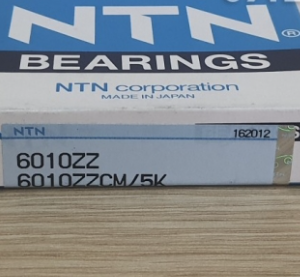 NTN®
BEARINGS
NTN corporation
MADE IN JAPAN
NTN 162012
6010ZZ
6010ZZCM/5K